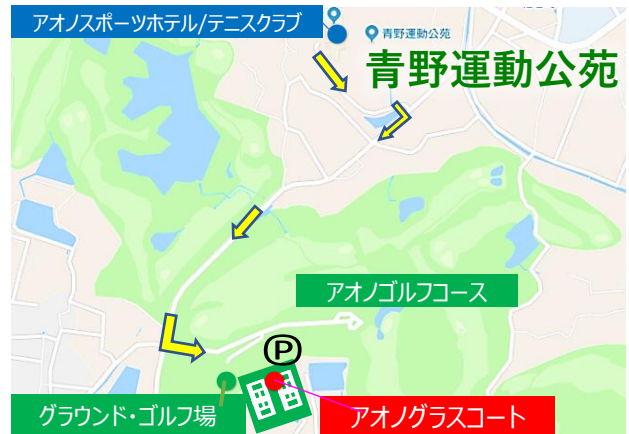 アオノスポーツホテル/テニスクラブ
青野運動公苑
青野運動公苑
アオノゴルフコース
P
グラウンド・ゴルフ場
アオノグラスコート